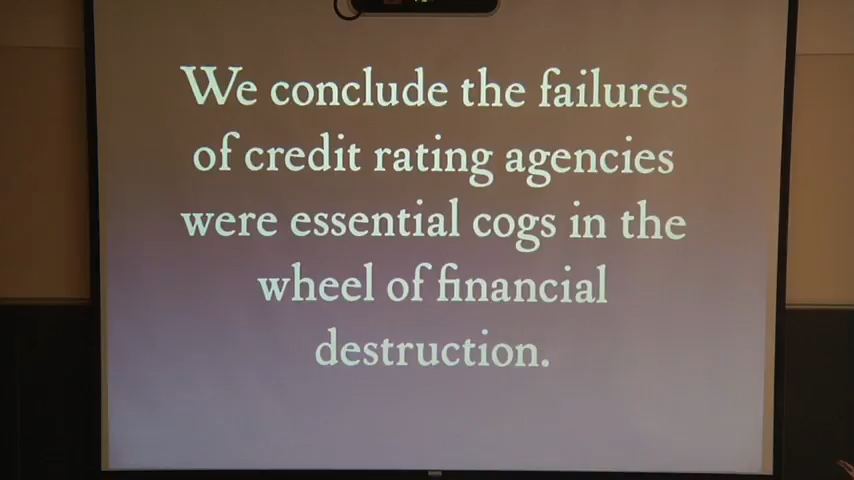 We conclude the failures
of credit rating agencies
were essential cogs in the
wheel of financial
destruction.